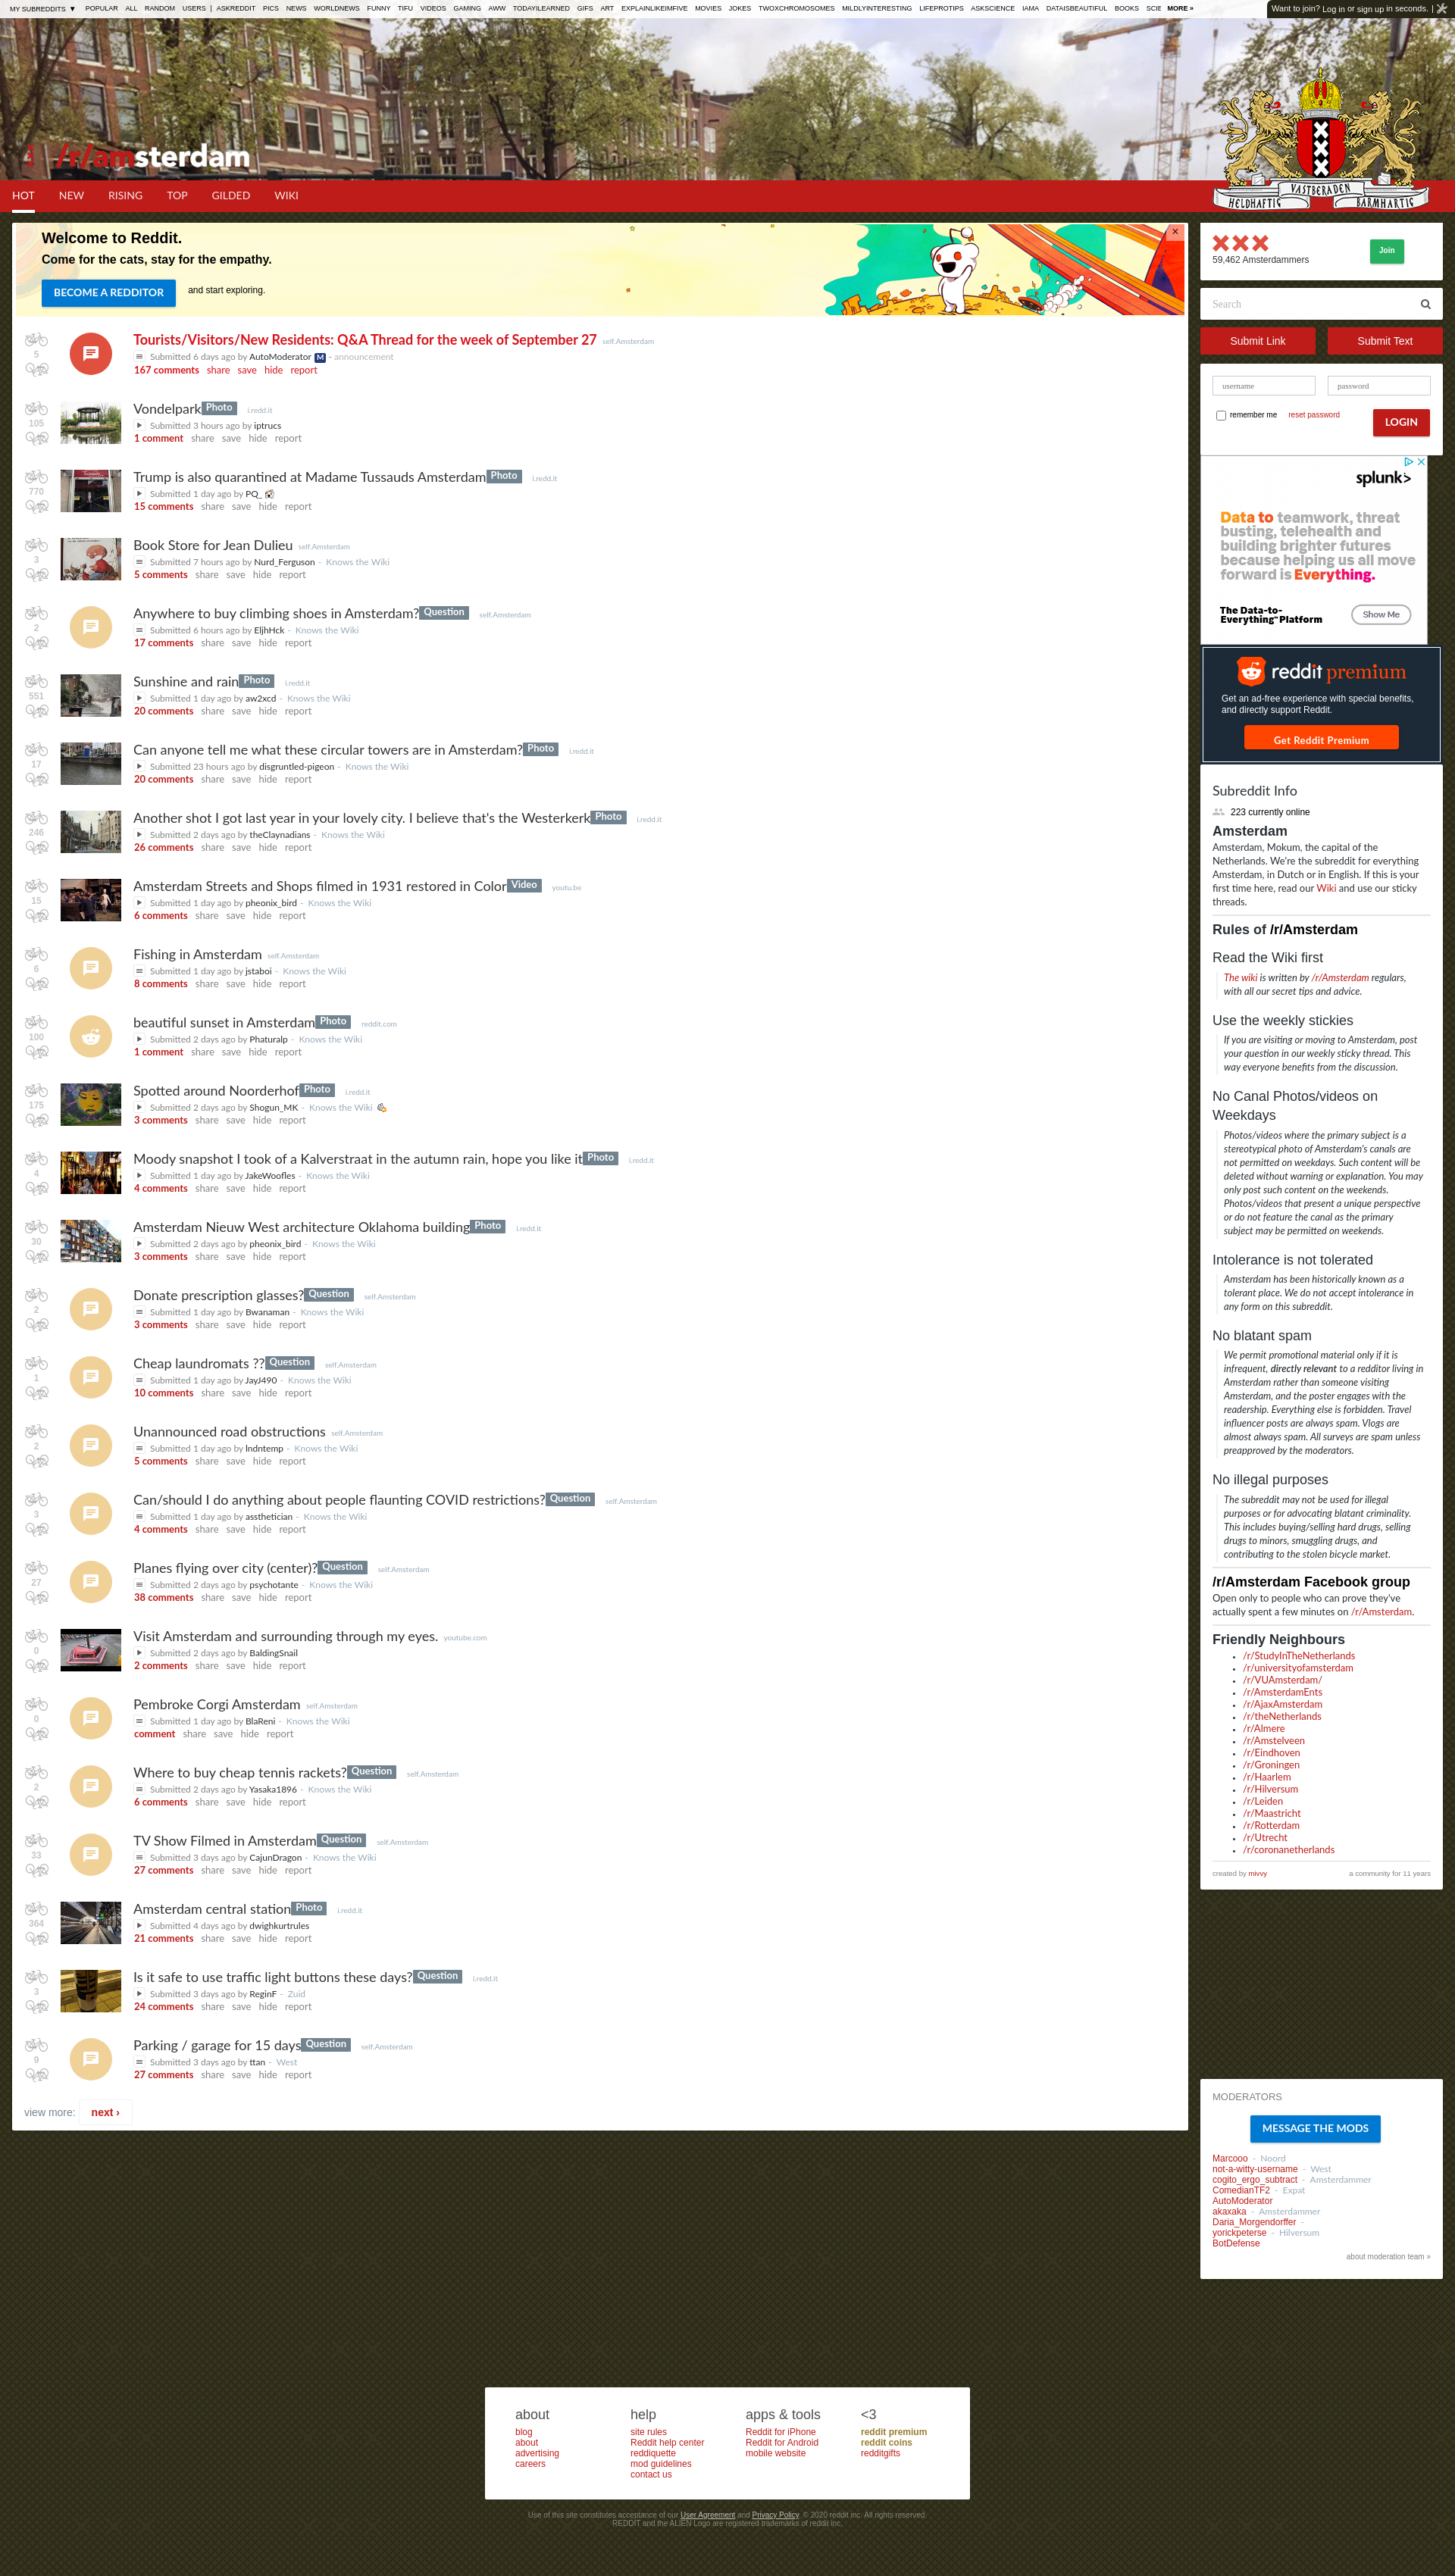 MY SUBREDDITS ▼ POPULAR ALL RANDOM USERS | ASKREDDIT PICS NEWS WORLDNEWS FUNNY TIFU VIDEOS GAMING AWW TODAYILEARNED GIFS ART EXPLAINLIKEIMFIVE MOVIES JOKES TWOXCHROMOSOMES MILDLYINTERESTING LIFEPROTIPS ASKSCIENCE IAMA DATAISBEAUTIFUL BOOKS SCIE MORE »
Want to join? Log in or sign up in seconds. |
/r/amsterdam
HELDHAFTIG VASTBERADEN BARMHARTIG
HOT NEW RISING TOP GILDED WIKI
Welcome to Reddit.
Come for the cats, stay for the empathy.
BECOME A REDDITOR and start exploring.
×
5
Tourists/Visitors/New Residents: Q&A Thread for the week of September 27 self.Amsterdam
Submitted 6 days ago by AutoModerator M - announcement
167 comments share save hide report
105
Vondelpark Photo i.redd.it
Submitted 3 hours ago by iptrucs
1 comment share save hide report
770
Trump is also quarantined at Madame Tussauds Amsterdam Photo i.redd.it
Submitted 1 day ago by PQ_
15 comments share save hide report
3
Book Store for Jean Dulieu self.Amsterdam
Submitted 7 hours ago by Nurd_Ferguson - Knows the Wiki
5 comments share save hide report
2
Anywhere to buy climbing shoes in Amsterdam? Question self.Amsterdam
Submitted 6 hours ago by EljhHck - Knows the Wiki
17 comments share save hide report
551
Sunshine and rain Photo i.redd.it
Submitted 1 day ago by aw2xcd - Knows the Wiki
20 comments share save hide report
17
Can anyone tell me what these circular towers are in Amsterdam? Photo i.redd.it
Submitted 23 hours ago by disgruntled-pigeon - Knows the Wiki
20 comments share save hide report
246
Another shot I got last year in your lovely city. I believe that's the Westerkerk Photo i.redd.it
Submitted 2 days ago by theClaynadians - Knows the Wiki
26 comments share save hide report
15
Amsterdam Streets and Shops filmed in 1931 restored in Color Video youtu.be
Submitted 1 day ago by pheonix_bird - Knows the Wiki
6 comments share save hide report
6
Fishing in Amsterdam self.Amsterdam
Submitted 1 day ago by jstaboi - Knows the Wiki
8 comments share save hide report
100
beautiful sunset in Amsterdam Photo reddit.com
Submitted 2 days ago by Phaturalp - Knows the Wiki
1 comment share save hide report
175
Spotted around Noorderhof Photo i.redd.it
Submitted 2 days ago by Shogun_MK - Knows the Wiki
3 comments share save hide report
4
Moody snapshot I took of a Kalverstraat in the autumn rain, hope you like it Photo i.redd.it
Submitted 1 day ago by JakeWoofles - Knows the Wiki
4 comments share save hide report
30
Amsterdam Nieuw West architecture Oklahoma building Photo i.redd.it
Submitted 2 days ago by pheonix_bird - Knows the Wiki
3 comments share save hide report
2
Donate prescription glasses? Question self.Amsterdam
Submitted 1 day ago by Bwanaman - Knows the Wiki
3 comments share save hide report
1
Cheap laundromats ?? Question self.Amsterdam
Submitted 1 day ago by JayJ490 - Knows the Wiki
10 comments share save hide report
2
Unannounced road obstructions self.Amsterdam
Submitted 1 day ago by lndntemp - Knows the Wiki
5 comments share save hide report
3
Can/should I do anything about people flaunting COVID restrictions? Question self.Amsterdam
Submitted 1 day ago by assthetician - Knows the Wiki
4 comments share save hide report
27
Planes flying over city (center)? Question self.Amsterdam
Submitted 2 days ago by psychotante - Knows the Wiki
38 comments share save hide report
0
Visit Amsterdam and surrounding through my eyes. youtube.com
Submitted 2 days ago by BaldingSnail
2 comments share save hide report
0
Pembroke Corgi Amsterdam self.Amsterdam
Submitted 1 day ago by BlaReni - Knows the Wiki
comment share save hide report
2
Where to buy cheap tennis rackets? Question self.Amsterdam
Submitted 2 days ago by Yasaka1896 - Knows the Wiki
6 comments share save hide report
33
TV Show Filmed in Amsterdam Question self.Amsterdam
Submitted 3 days ago by CajunDragon - Knows the Wiki
27 comments share save hide report
364
Amsterdam central station Photo i.redd.it
Submitted 4 days ago by dwighkurtrules
21 comments share save hide report
3
Is it safe to use traffic light buttons these days? Question i.redd.it
Submitted 3 days ago by ReginF - Zuid
24 comments share save hide report
9
Parking / garage for 15 days Question self.Amsterdam
Submitted 3 days ago by ttan - West
27 comments share save hide report
view more: next ›
59,462 Amsterdammers
Join
Search
Submit Link Submit Text
username password
remember me reset password LOGIN
splunk>
Data to teamwork, threat
busting, telehealth and
building brighter futures
because helping us all move
forward is Everything.
The Data-to-
Everything™ Platform
Show Me
reddit premium
Get an ad-free experience with special benefits,
and directly support Reddit.
Get Reddit Premium
Subreddit Info
223 currently online
Amsterdam
Amsterdam, Mokum, the capital of the
Netherlands. We're the subreddit for everything
Amsterdam, in Dutch or in English. If this is your
first time here, read our Wiki and use our sticky
threads.
Rules of /r/Amsterdam
Read the Wiki first
The wiki is written by /r/Amsterdam regulars,
with all our secret tips and advice.
Use the weekly stickies
If you are visiting or moving to Amsterdam, post
your question in our weekly sticky thread. This
way everyone benefits from the discussion.
No Canal Photos/videos on
Weekdays
Photos/videos where the primary subject is a
stereotypical photo of Amsterdam's canals are
not permitted on weekdays. Such content will be
deleted without warning or explanation. You may
only post such content on the weekends.
Photos/videos that present a unique perspective
or do not feature the canal as the primary
subject may be permitted on weekends.
Intolerance is not tolerated
Amsterdam has been historically known as a
tolerant place. We do not accept intolerance in
any form on this subreddit.
No blatant spam
We permit promotional material only if it is
infrequent, directly relevant to a redditor living in
Amsterdam rather than someone visiting
Amsterdam, and the poster engages with the
readership. Everything else is forbidden. Travel
influencer posts are always spam. Vlogs are
almost always spam. All surveys are spam unless
preapproved by the moderators.
No illegal purposes
The subreddit may not be used for illegal
purposes or for advocating blatant criminality.
This includes buying/selling hard drugs, selling
drugs to minors, smuggling drugs, and
contributing to the stolen bicycle market.
/r/Amsterdam Facebook group
Open only to people who can prove they've
actually spent a few minutes on /r/Amsterdam.
Friendly Neighbours
/r/StudyInTheNetherlands
/r/universityofamsterdam
/r/VUAmsterdam/
/r/AmsterdamEnts
/r/AjaxAmsterdam
/r/theNetherlands
/r/Almere
/r/Amstelveen
/r/Eindhoven
/r/Groningen
/r/Haarlem
/r/Hilversum
/r/Leiden
/r/Maastricht
/r/Rotterdam
/r/Utrecht
/r/coronanetherlands
created by mivvy a community for 11 years
MODERATORS
MESSAGE THE MODS
Marcooo - Noord
not-a-witty-username - West
cogito_ergo_subtract - Amsterdammer
ComedianTF2 - Expat
AutoModerator
akaxaka - Amsterdammer
Daria_Morgendorffer -
yorickpeterse - Hilversum
BotDefense
about moderation team »
about
blog
about
advertising
careers
help
site rules
Reddit help center
reddiquette
mod guidelines
contact us
apps & tools
Reddit for iPhone
Reddit for Android
mobile website
<3
reddit premium
reddit coins
redditgifts
Use of this site constitutes acceptance of our User Agreement and Privacy Policy. © 2020 reddit inc. All rights reserved.
REDDIT and the ALIEN Logo are registered trademarks of reddit inc.